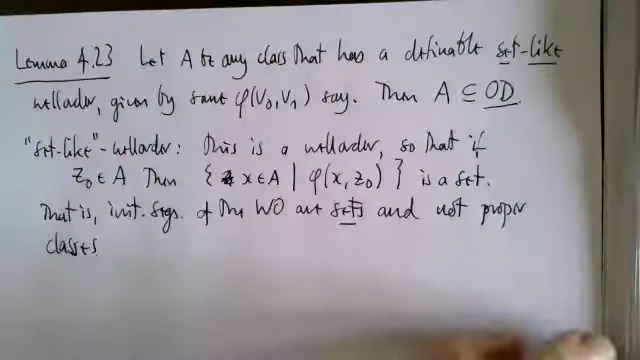 Lemma 4.23 Let A be any class that has a definable set-like
wellorder, given by some φ(v₀,v₁) say. Then A ⊆ OD.
"set-like"-wellorder: this is a wellorder, so that if
z₀ ∈ A Then { x ∈ A | φ(x, z₀) } is a set.
That is, init. segs. of the WO are sets and not proper
classes